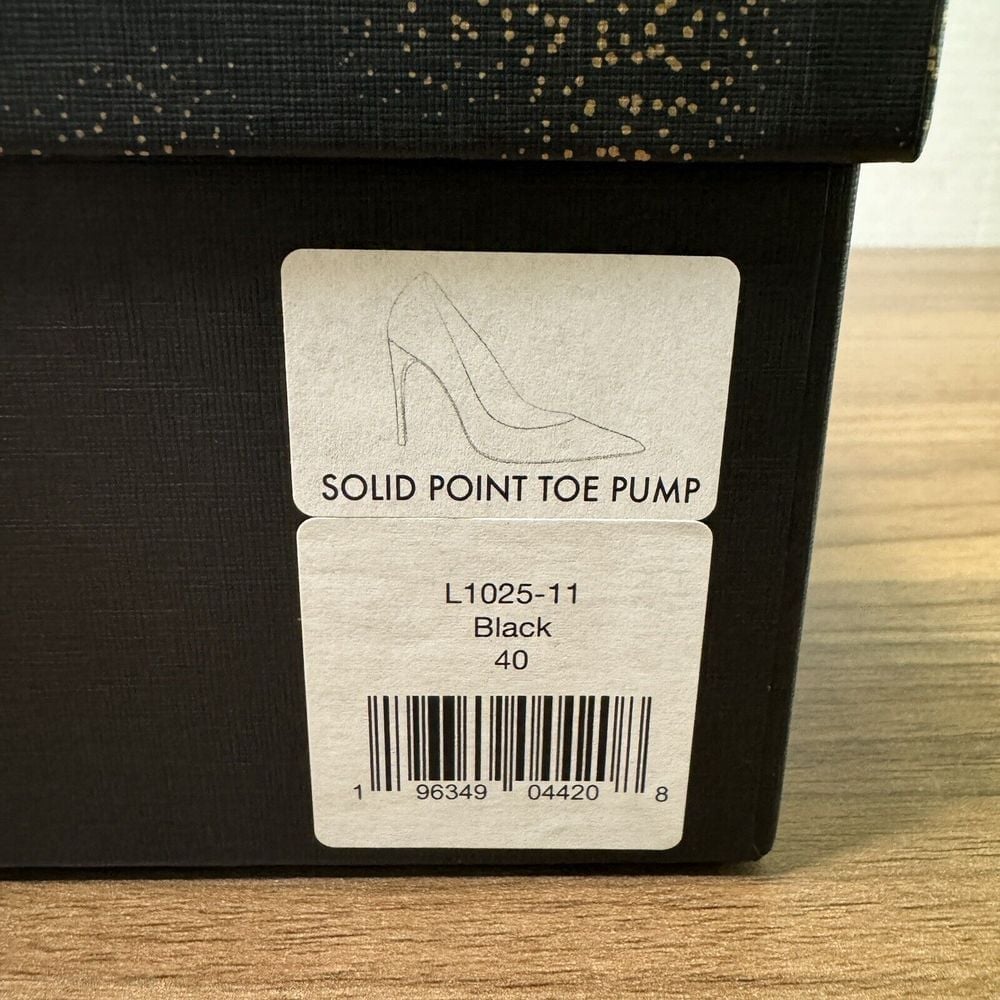 SOLID POINT TOE PUMP
L1025-11
Black
40
1 96349 04420 8